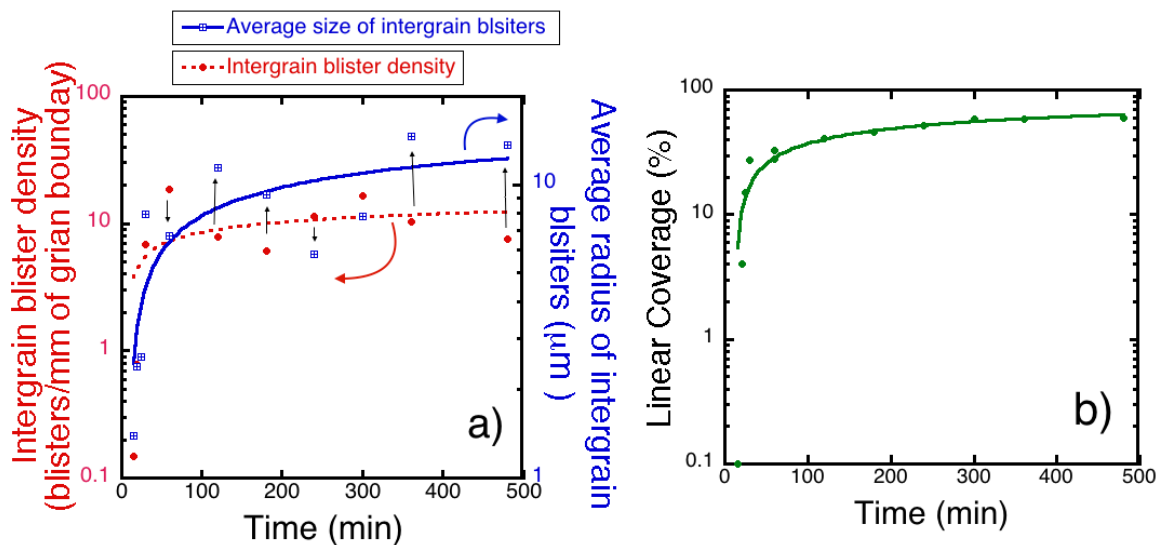 Average size of intergrain blsiters
Intergrain blister density
Intergrain blister density
(blisters/mm of grian bounday)
100
10
1
0.1
0
100
200
300
400
500
Time (min)
a)
10
1
Average radius of intergrain
blsiters (μm )
Linear Coverage (%)
100
10
1
0.1
0
100
200
300
400
500
Time (min)
b)